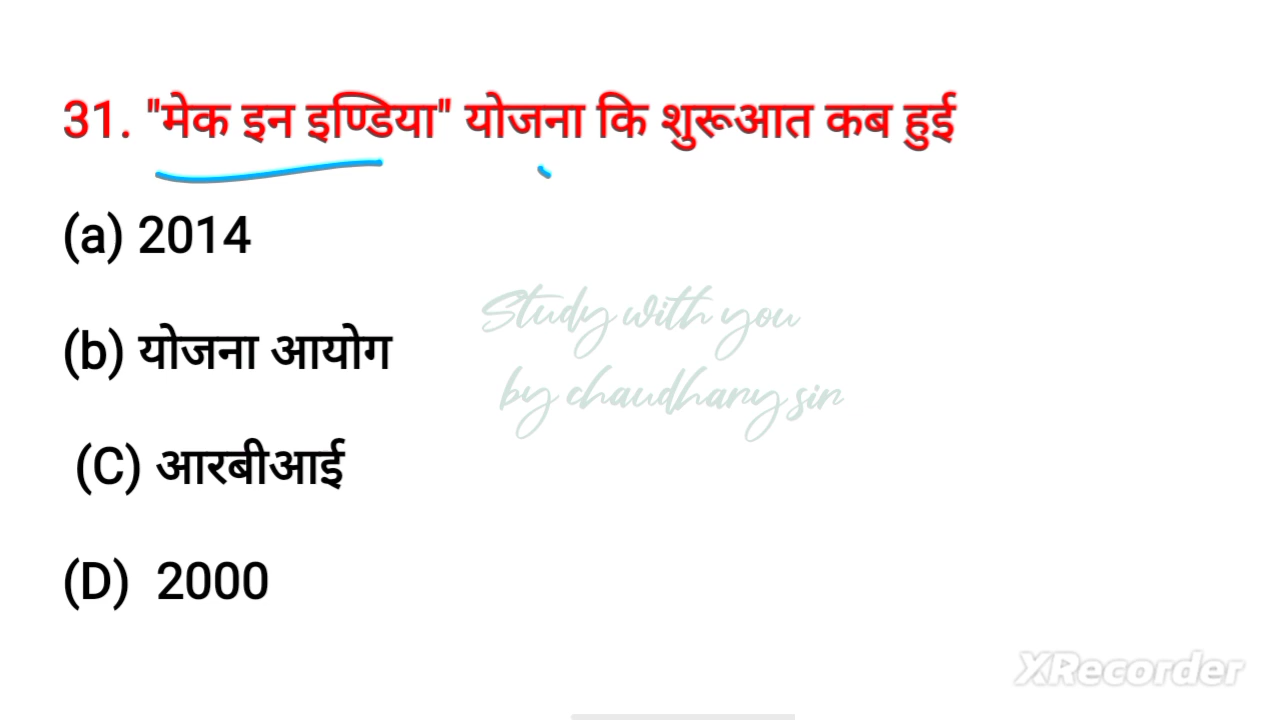 31. "मेक इन इण्डिया" योजना कि शुरूआत कब हुई
(a) 2014
(b) योजना आयोग
(C) आरबीआई
(D) 2000
Study with you
by chaudhary sir
XRecorder